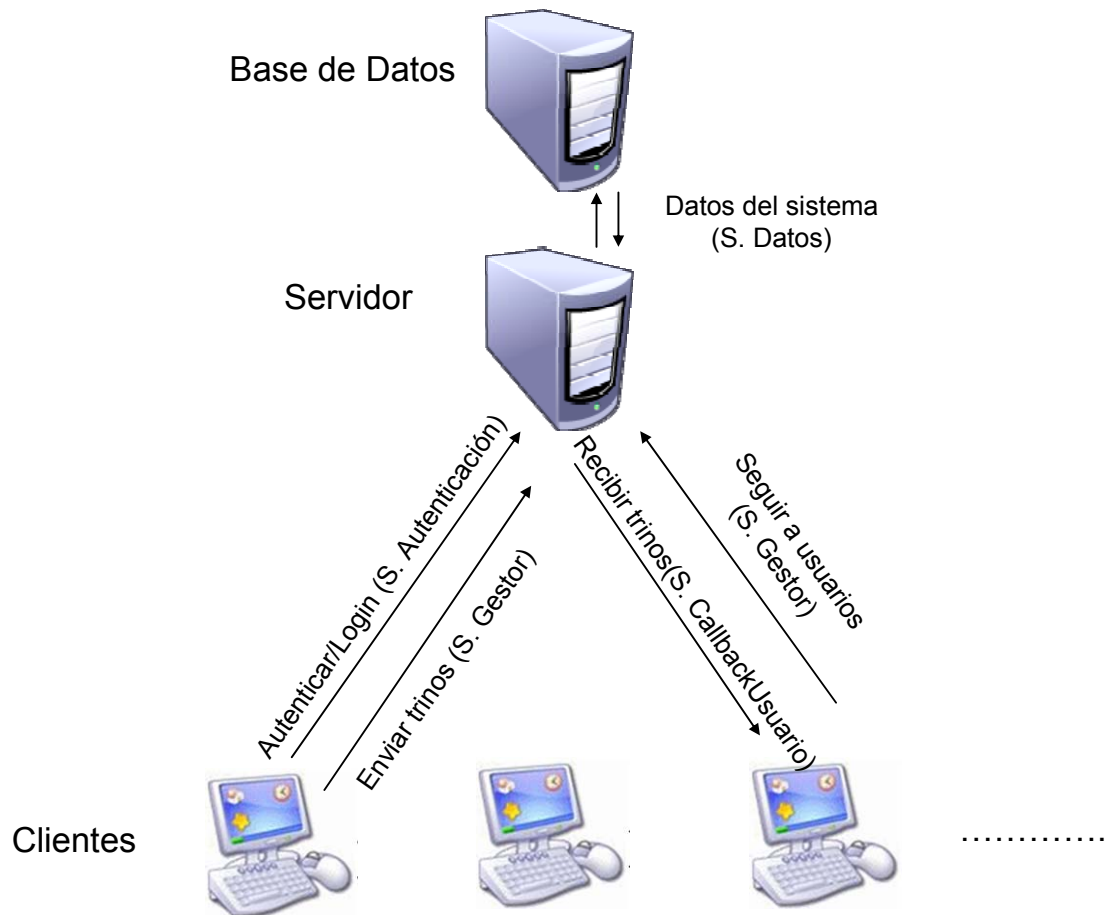 Base de Datos
Datos del sistema
(S. Datos)
Servidor
Autenticar/Login (S. Autenticación)
Enviar trinos (S. Gestor)
Recibir trinos(S. CallbackUsuario)
Seguir a usuarios
(S. Gestor)
Clientes
.............